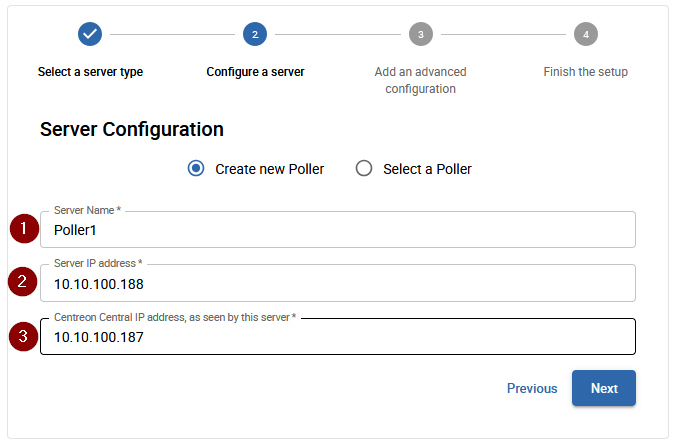 2
3
4
Select a server type
Configure a server
Add an advanced
configuration
Finish the setup
Server Configuration
Create new Poller
Select a Poller
Server Name *
1
Poller1
Server IP address *
2
10.10.100.188
Centreon Central IP address, as seen by this server *
3
10.10.100.187
Previous
Next